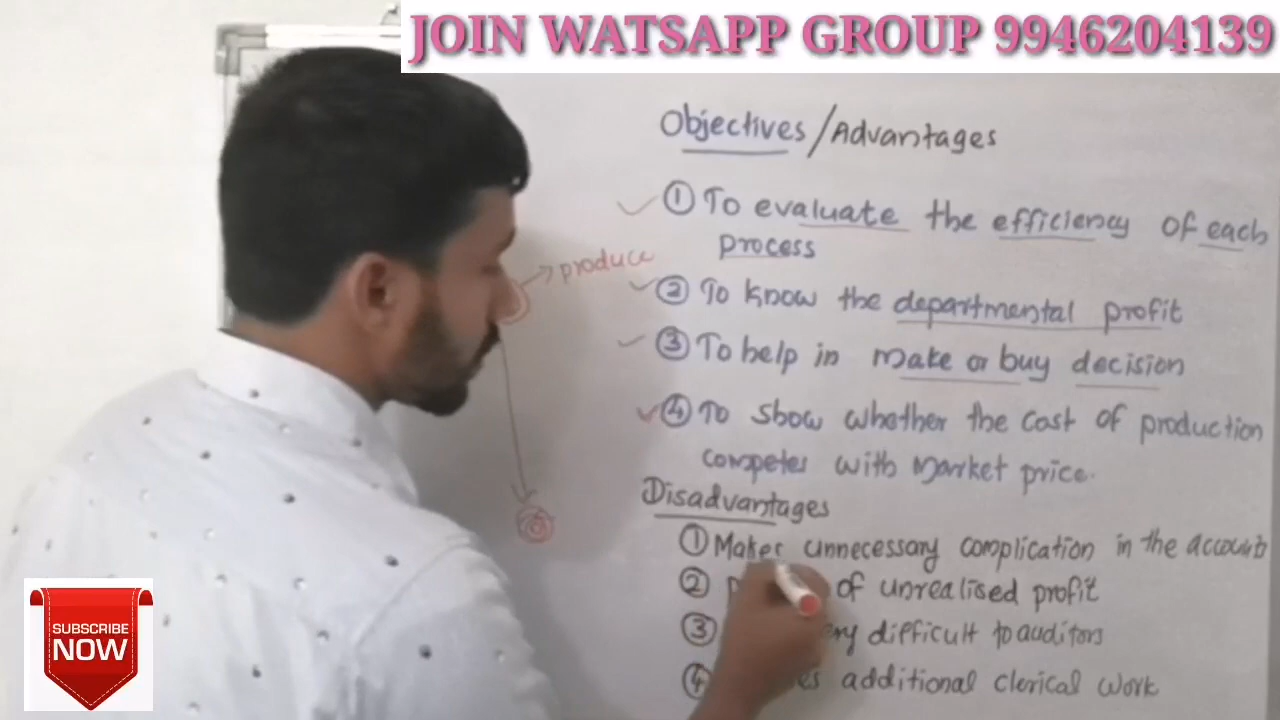 JOIN WATSAPP GROUP 9946204139
Objectives / Advantages
① To evaluate the efficiency of each
process
→ produce
② To know the departmental profit
③ To help in make or buy decision
④ To show whether the cost of production
competes with market price.
Disadvantages
① Makes unnecessary complication in the accounts
② of unrealised profit
③ difficult to auditors
④ additional clerical work
SUBSCRIBE
NOW